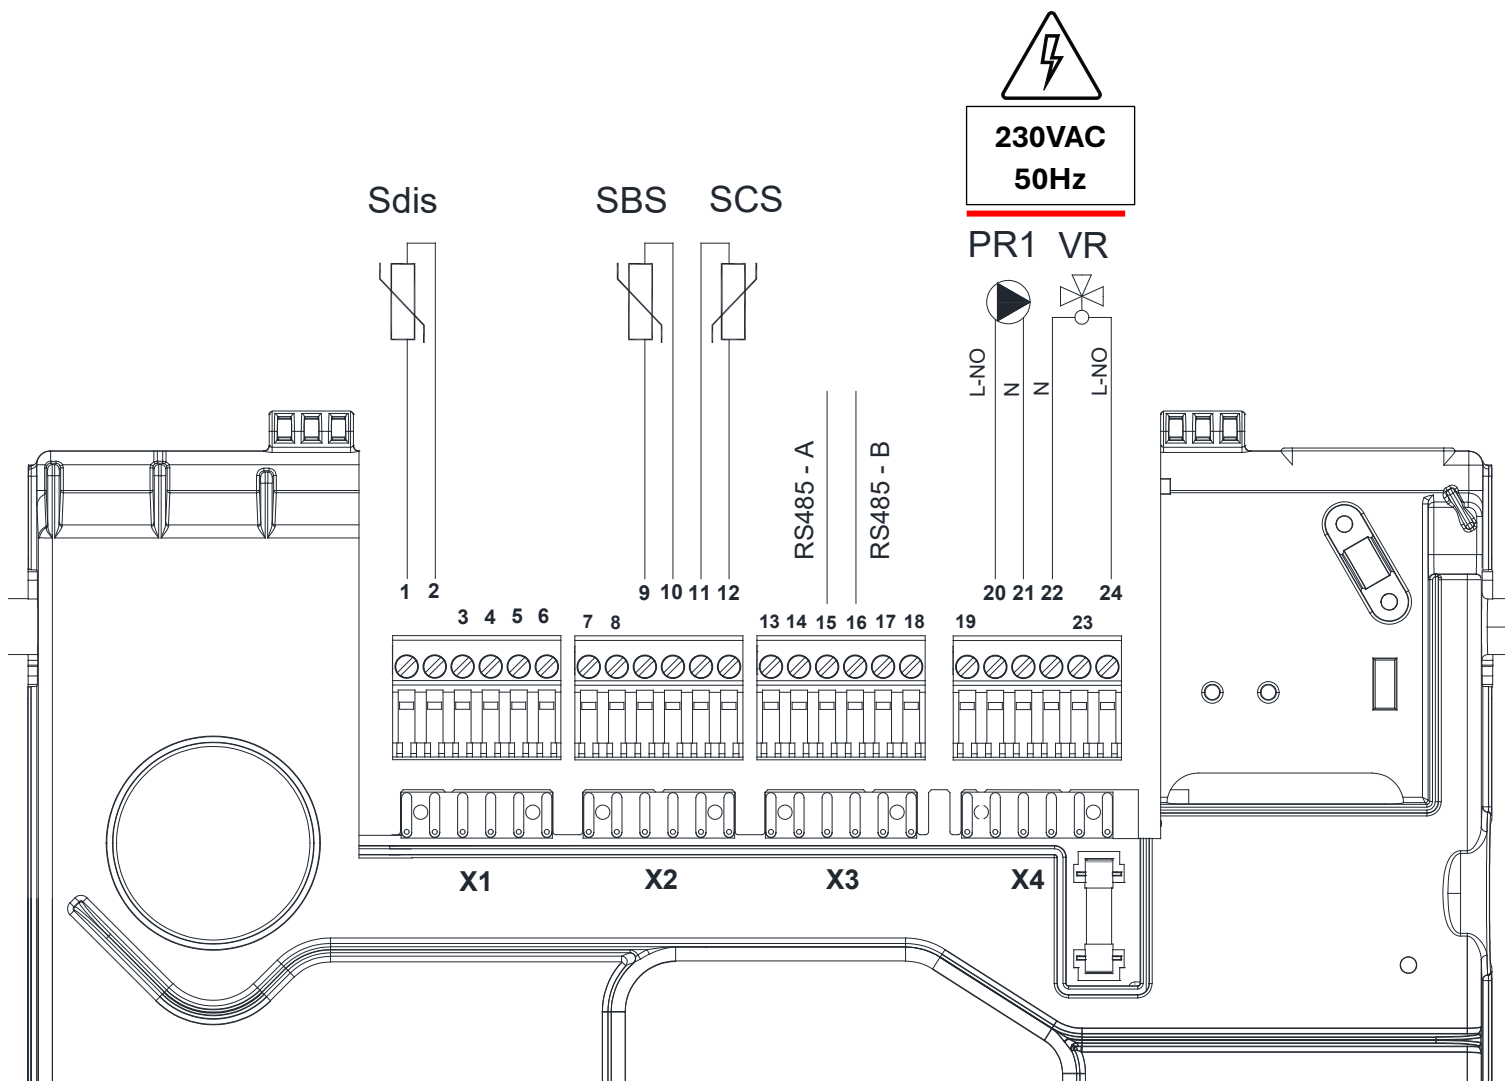 230VAC
50Hz
Sdis
SBS
SCS
PR1
VR
L-NO
N
N
L-NO
RS485 - A
RS485 - B
1 2
9 10 11 12
20 21 22 24
3 4 5 6
7 8
13 14 15 16 17 18
19
23
X1
X2
X3
X4